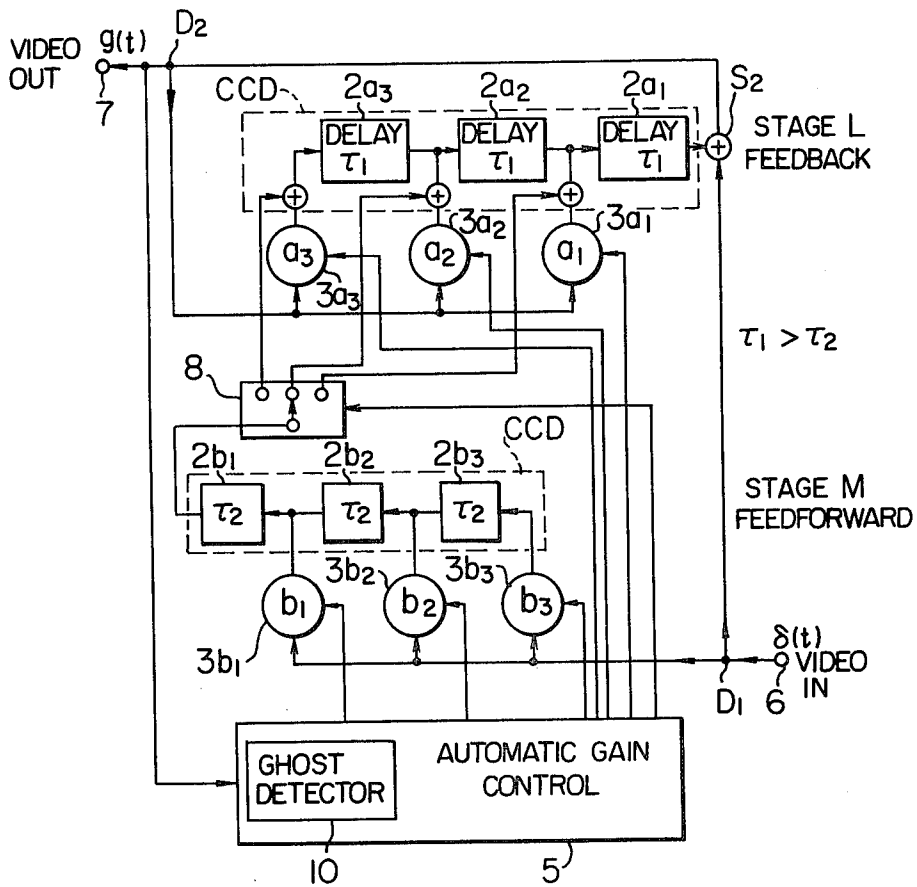 VIDEO OUT
g(t)
D2
7
CCD
2a3
2a2
2a1
S2
DELAY τ1
DELAY τ1
DELAY τ1
STAGE L
FEEDBACK
a3
3a3
a2
3a2
a1
3a1
τ1 > τ2
8
CCD
2b1
2b2
2b3
τ2
τ2
τ2
STAGE M
FEEDFORWARD
b1
3b1
b2
3b2
b3
3b3
δ(t)
VIDEO IN
D1
6
GHOST DETECTOR
AUTOMATIC GAIN CONTROL
10
5